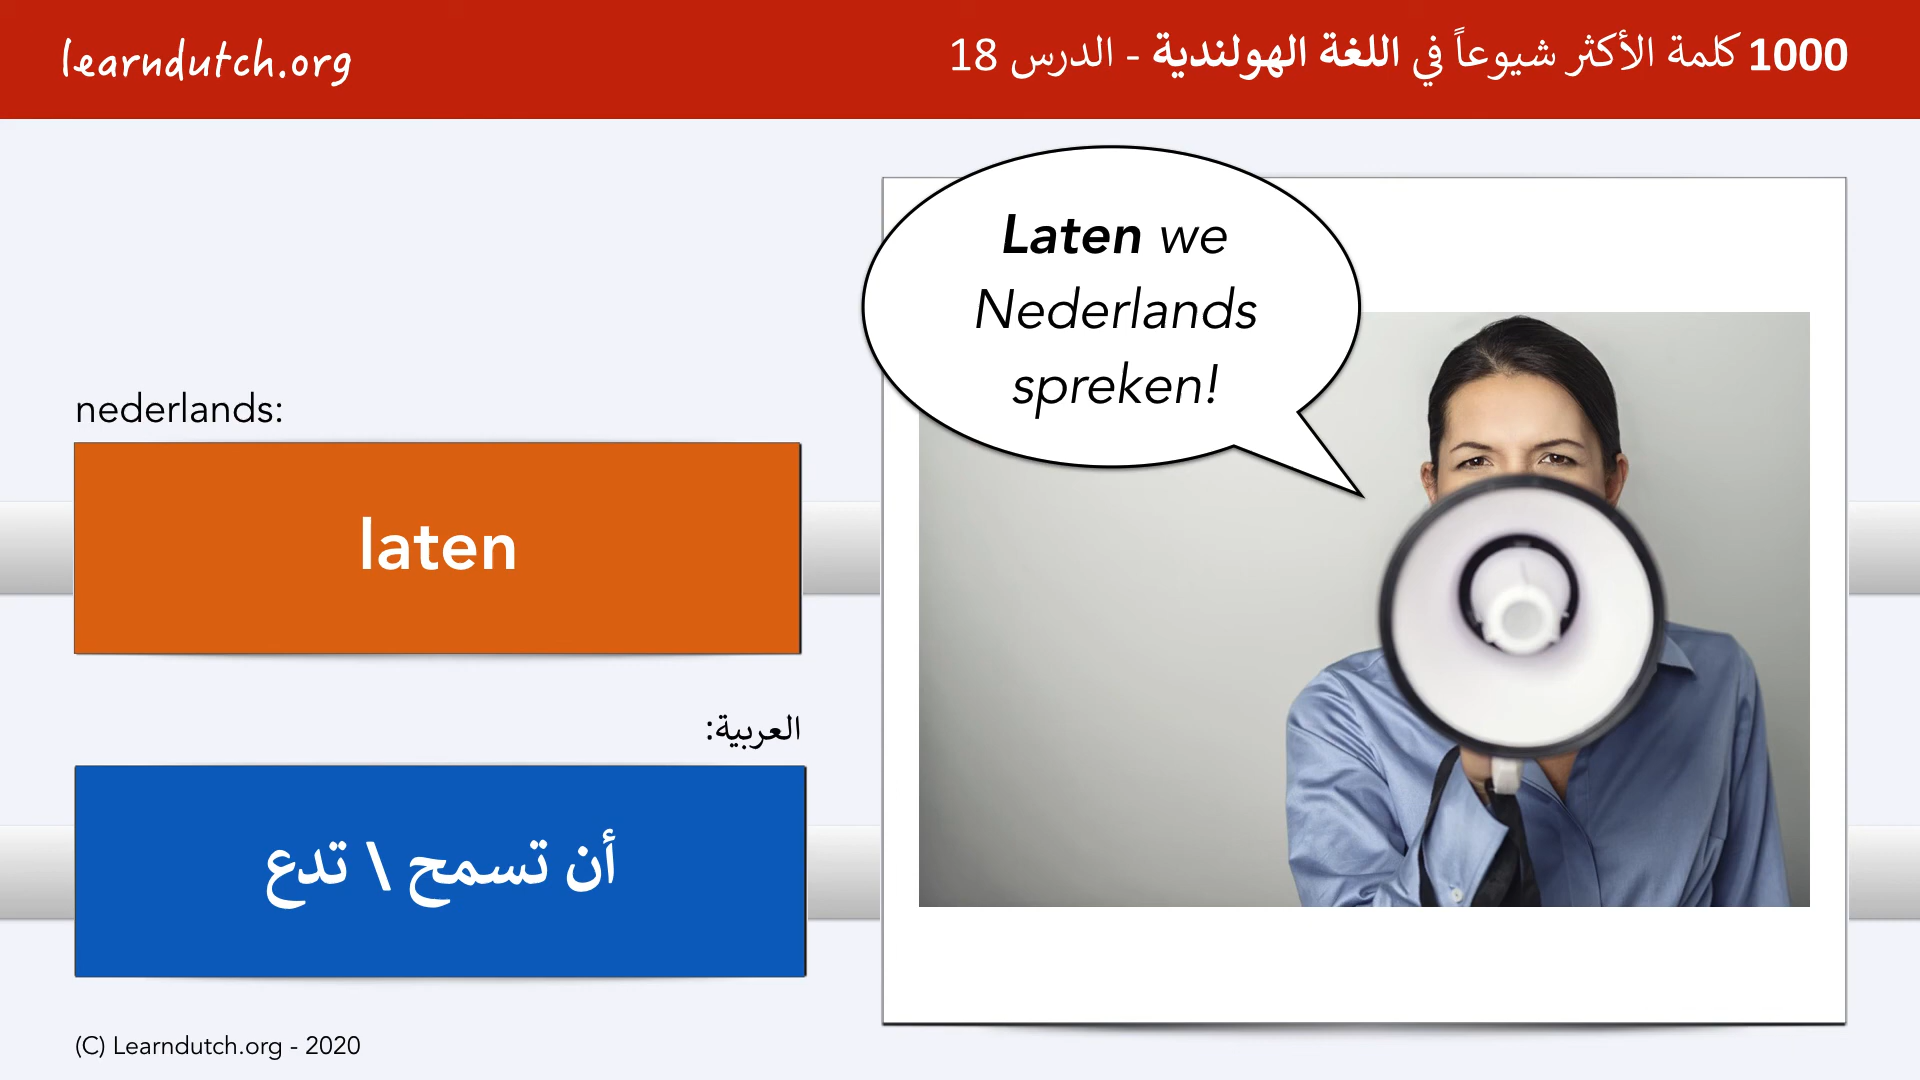 learndutch.org
1000 كلمة الأكثر شيوعاً في اللغة الهولندية - الدرس 18
Laten we
Nederlands
spreken!
nederlands:
laten
العربية:
أن تسمح \ تدع
(C) Learndutch.org - 2020